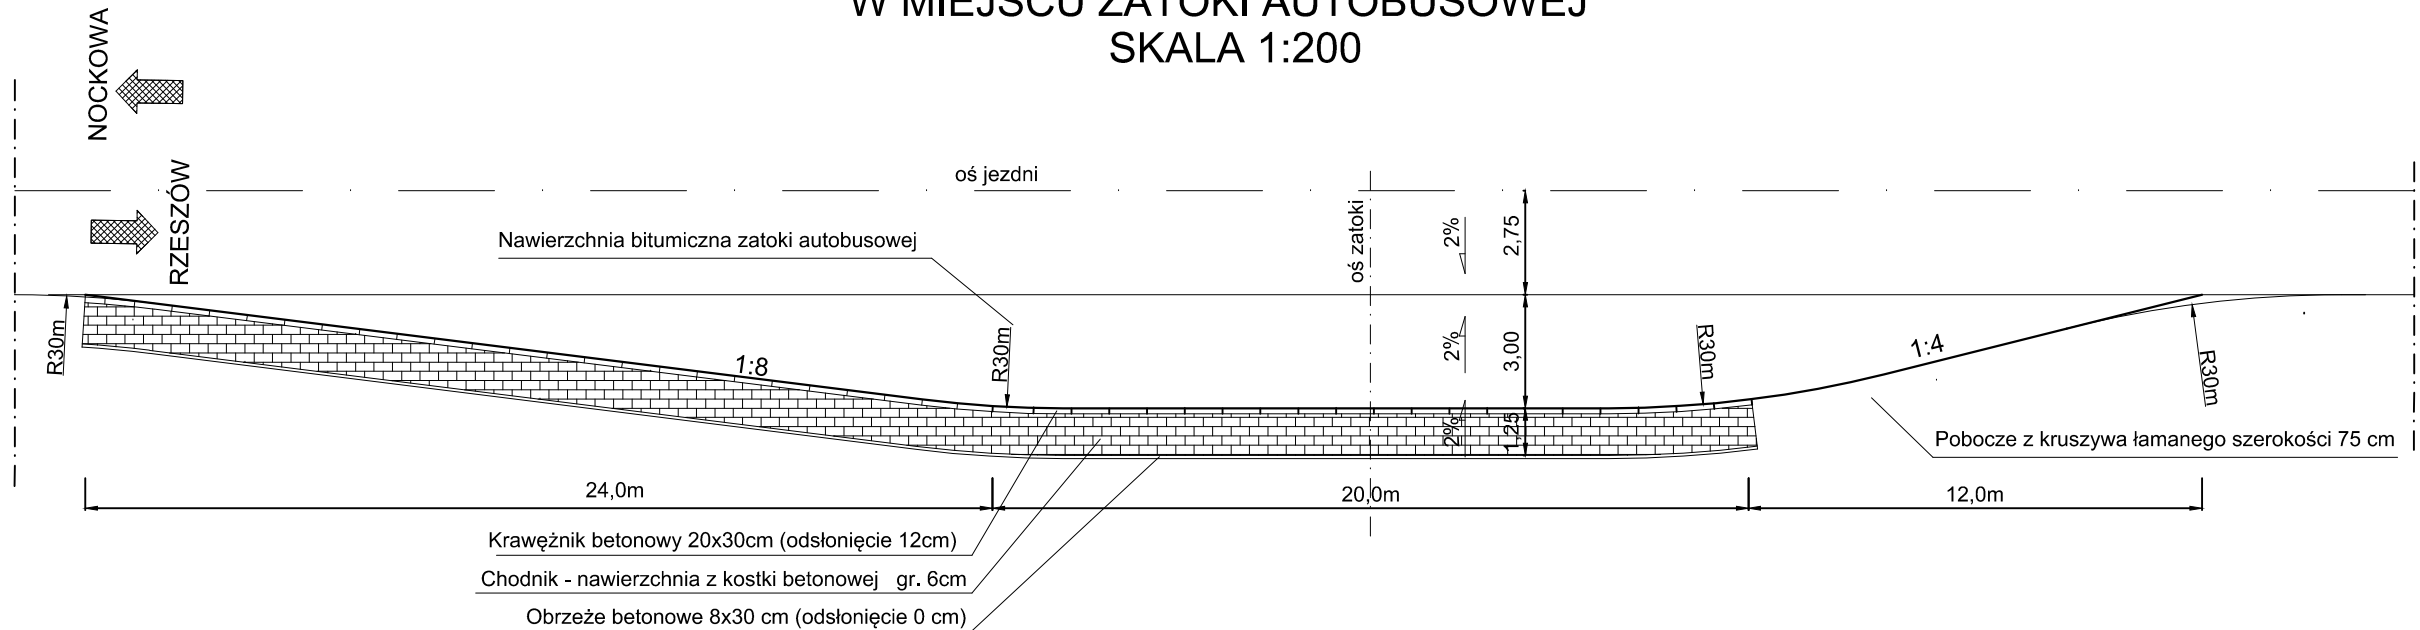 W MIEJSCU ZATOKI AUTOBUSOWEJ
SKALA 1:200
NOCKOWA
RZESZÓW
oś jezdni
oś zatoki
Nawierzchnia bitumiczna zatoki autobusowej
2%
2,75
2%
3,00
2%
1,25
R30m
1:8
R30m
R30m
1:4
R30m
Pobocze z kruszywa łamanego szerokości 75 cm
24,0m
20,0m
12,0m
Krawężnik betonowy 20x30cm (odsłonięcie 12cm)
Chodnik - nawierzchnia z kostki betonowej gr. 6cm
Obrzeże betonowe 8x30 cm (odsłonięcie 0 cm)